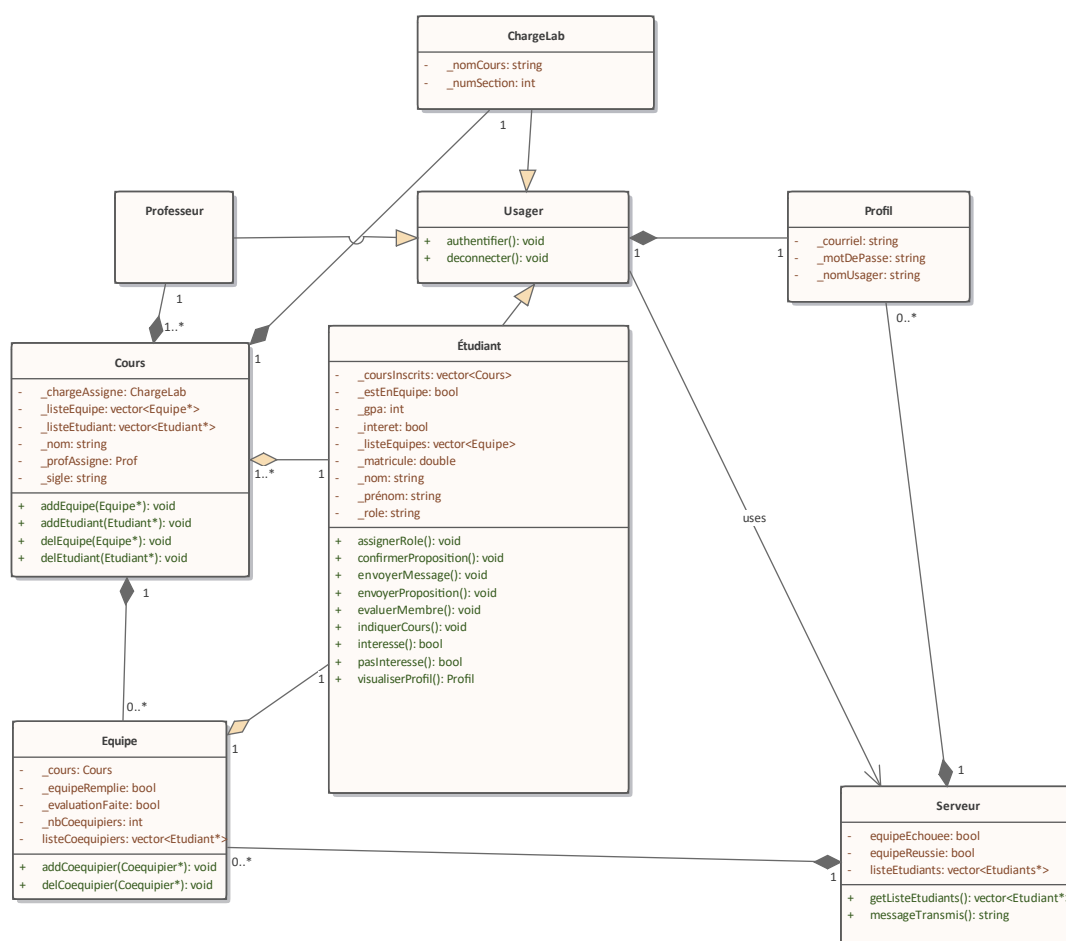 ChargeLab
- _nomCours: string
- _numSection: int
1
Professeur
Usager
+ authentifier(): void
+ deconnecter(): void
Profil
- _courriel: string
- _motDePasse: string
- _nomUsager: string
1
1
1
1..*
0..*
Cours
- _chargeAssigne: ChargeLab
- _listeEquipe: vector<Equipe*>
- _listeEtudiant: vector<Etudiant*>
- _nom: string
- _profAssigne: Prof
- _sigle: string
+ addEquipe(Equipe*): void
+ addEtudiant(Etudiant*): void
+ delEquipe(Equipe*): void
+ delEtudiant(Etudiant*): void
1
1..*
1
1
0..*
Étudiant
- _coursInscrits: vector<Cours>
- _estEnEquipe: bool
- _gpa: int
- _interet: bool
- _listeEquipes: vector<Equipe>
- _matricule: double
- _nom: string
- _prénom: string
- _role: string
+ assignerRole(): void
+ confirmerProposition(): void
+ envoyerMessage(): void
+ envoyerProposition(): void
+ evaluerMembre(): void
+ indiquerCours(): void
+ interesse(): bool
+ pasInteresse(): bool
+ visualiserProfil(): Profil
uses
1
1
Equipe
- _cours: Cours
- _equipeRemplie: bool
- _evaluationFaite: bool
- _nbCoequipiers: int
- listeCoequipiers: vector<Etudiant*>
+ addCoequipier(Coequipier*): void
+ delCoequipier(Coequipier*): void
0..*
1
1
Serveur
- equipeEchouee: bool
- equipeReussie: bool
- listeEtudiants: vector<Etudiants*>
+ getListeEtudiants(): vector<Etudiant*
+ messageTransmis(): string